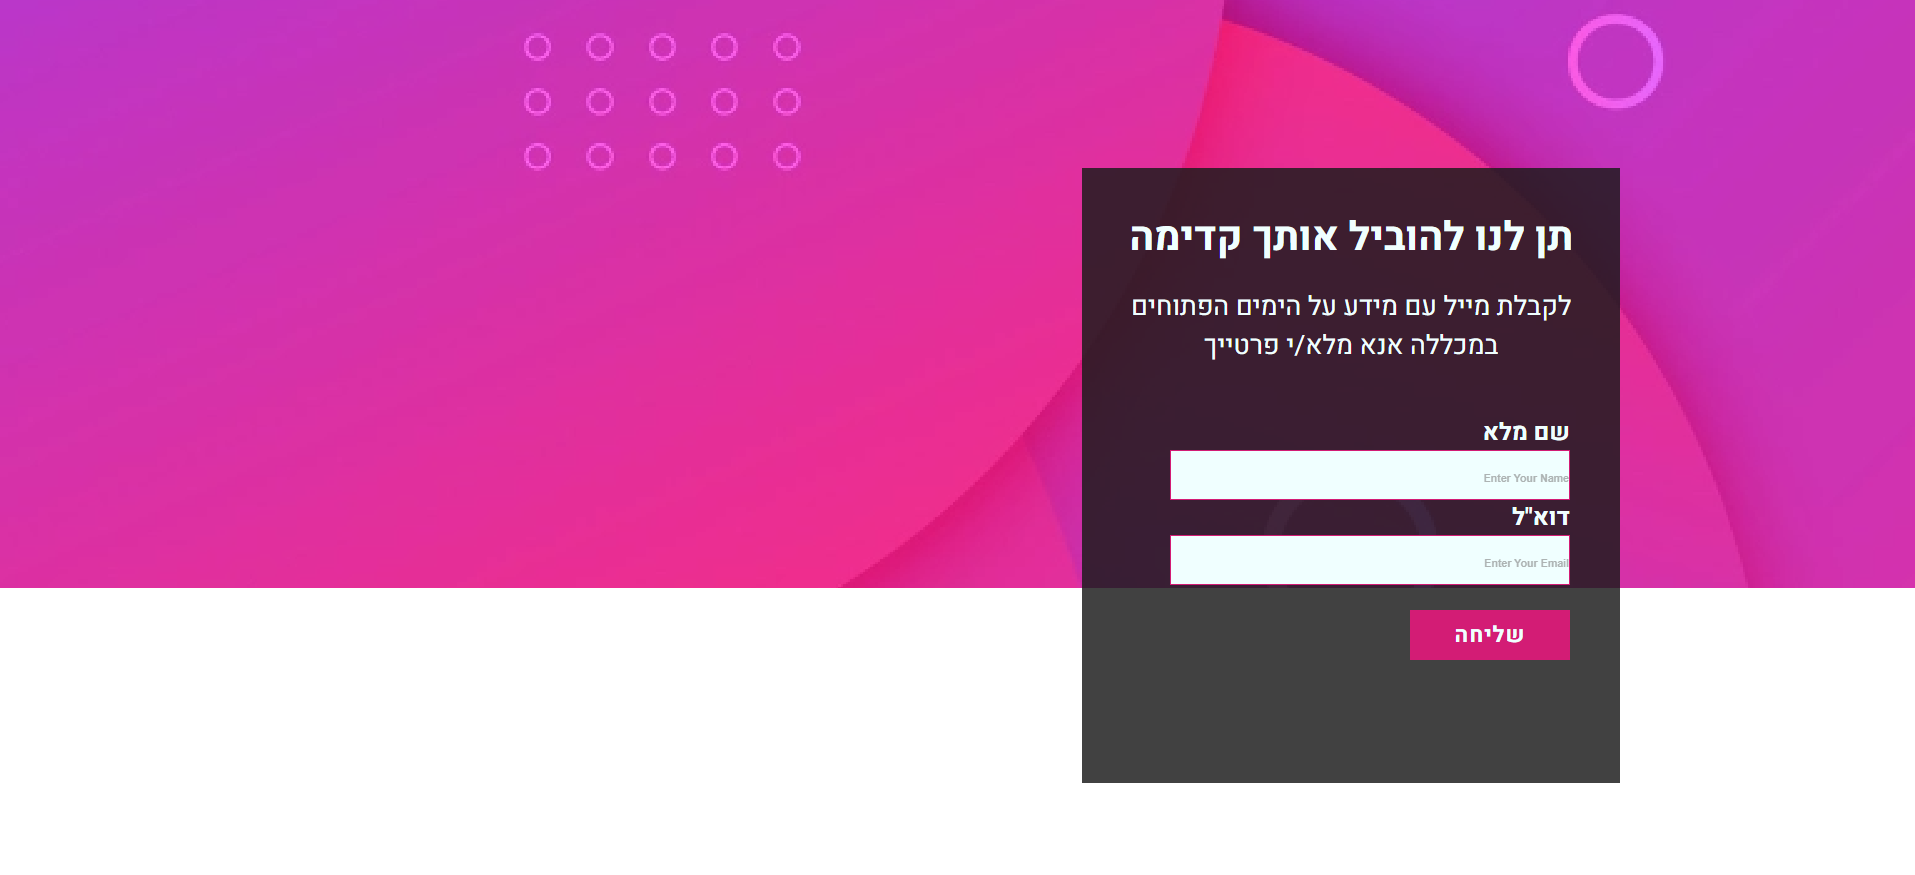 תן לנו להוביל אותך קדימה
לקבלת מייל עם מידע על הימים הפתוחים
במכללה אנא מלא/י פרטייך
שם מלא
Enter Your Name
דוא"ל
Enter Your Email
שליחה